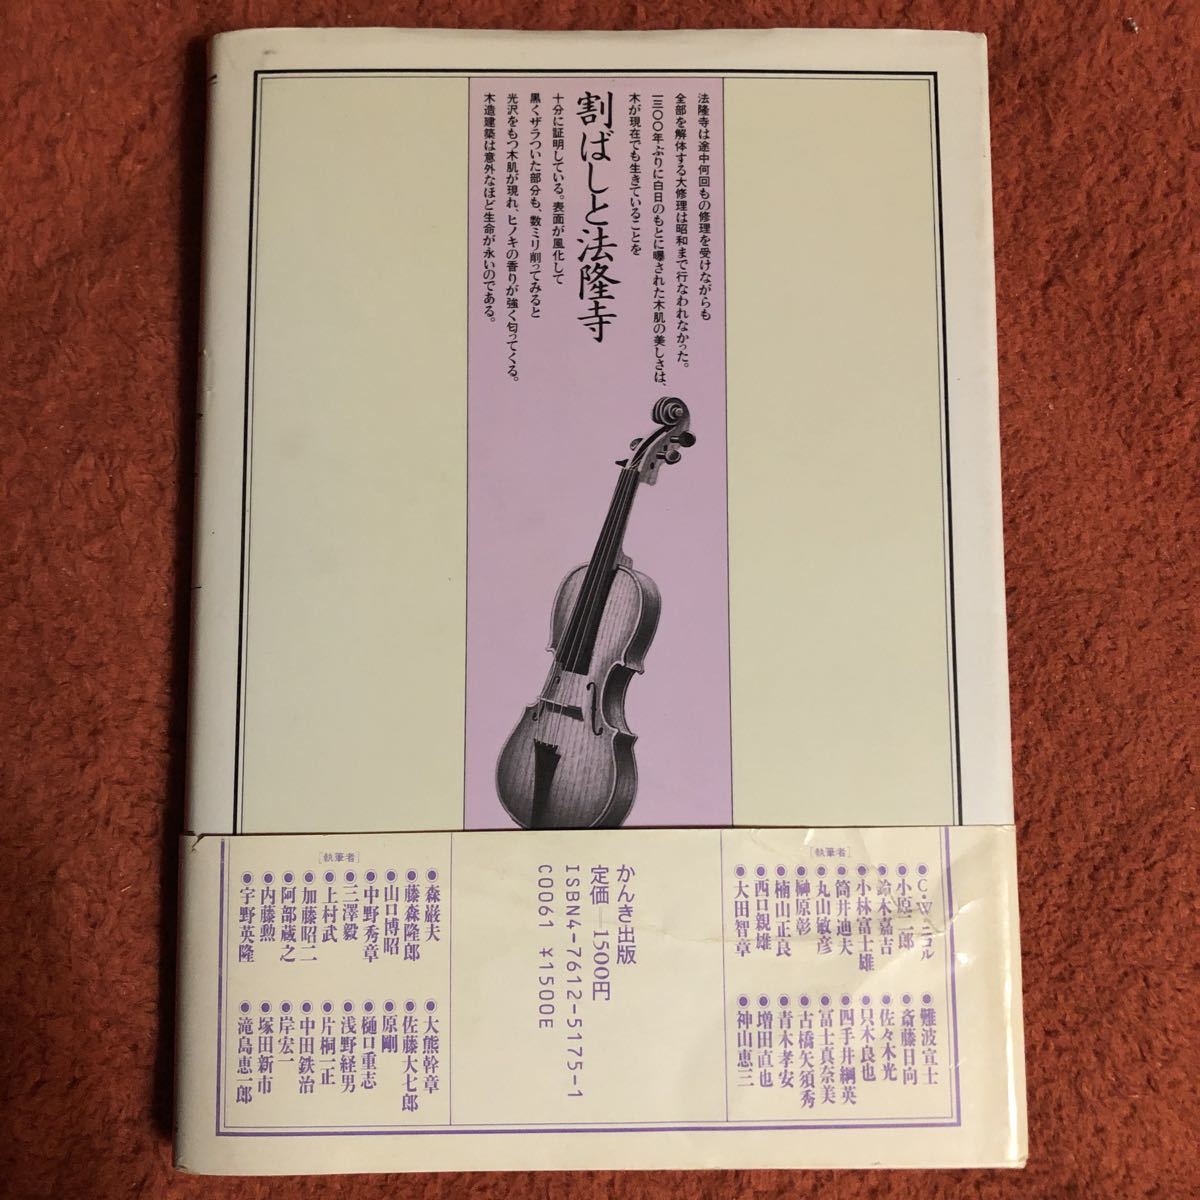 法隆寺は途中何回もの修理を受けながらも
全部を解体する大修理は昭和まで行なわれなかった。
一三〇〇年ぶりに白日のもとに曝された木肌の美しさは、
木が現在でも生きていることを
割ばしと法隆寺
十分に証明している。表面が風化して
黒くザラついた部分も、数ミリ削ってみると
光沢をもつ木肌が現れ、ヒノキの香りが強く匂ってくる。
木造建築は意外なほど生命が永いのである。
[執筆者]
●C・W・ニコル
●小原二郎
●鈴木嘉吉
●小林富士雄
●筒井迪夫
●丸山敏彦
●榊原彰
●楠山正良
●西口親雄
●大田智章
●難波宣士
●斎藤日向
●佐々木光
●只木良也
●四手井綱英
●冨士真奈美
●古橋矢須秀
●青木孝安
●増田直也
●神山恵三
かんき出版
定価—1500円
ISBN4-7612-5175-1
C0061 ¥1500E
[執筆者]
●森巌夫
●藤森隆郎
●山口博昭
●中野秀章
●三澤毅
●上村武
●加藤昭二
●阿部蔵之
●内藤勲
●宇野英隆
●大熊幹章
●佐藤大七郎
●原剛
●樋口重志
●浅野経男
●片桐一正
●中田鉄治
●岸宏一
●塚田新市
●滝島恵一郎